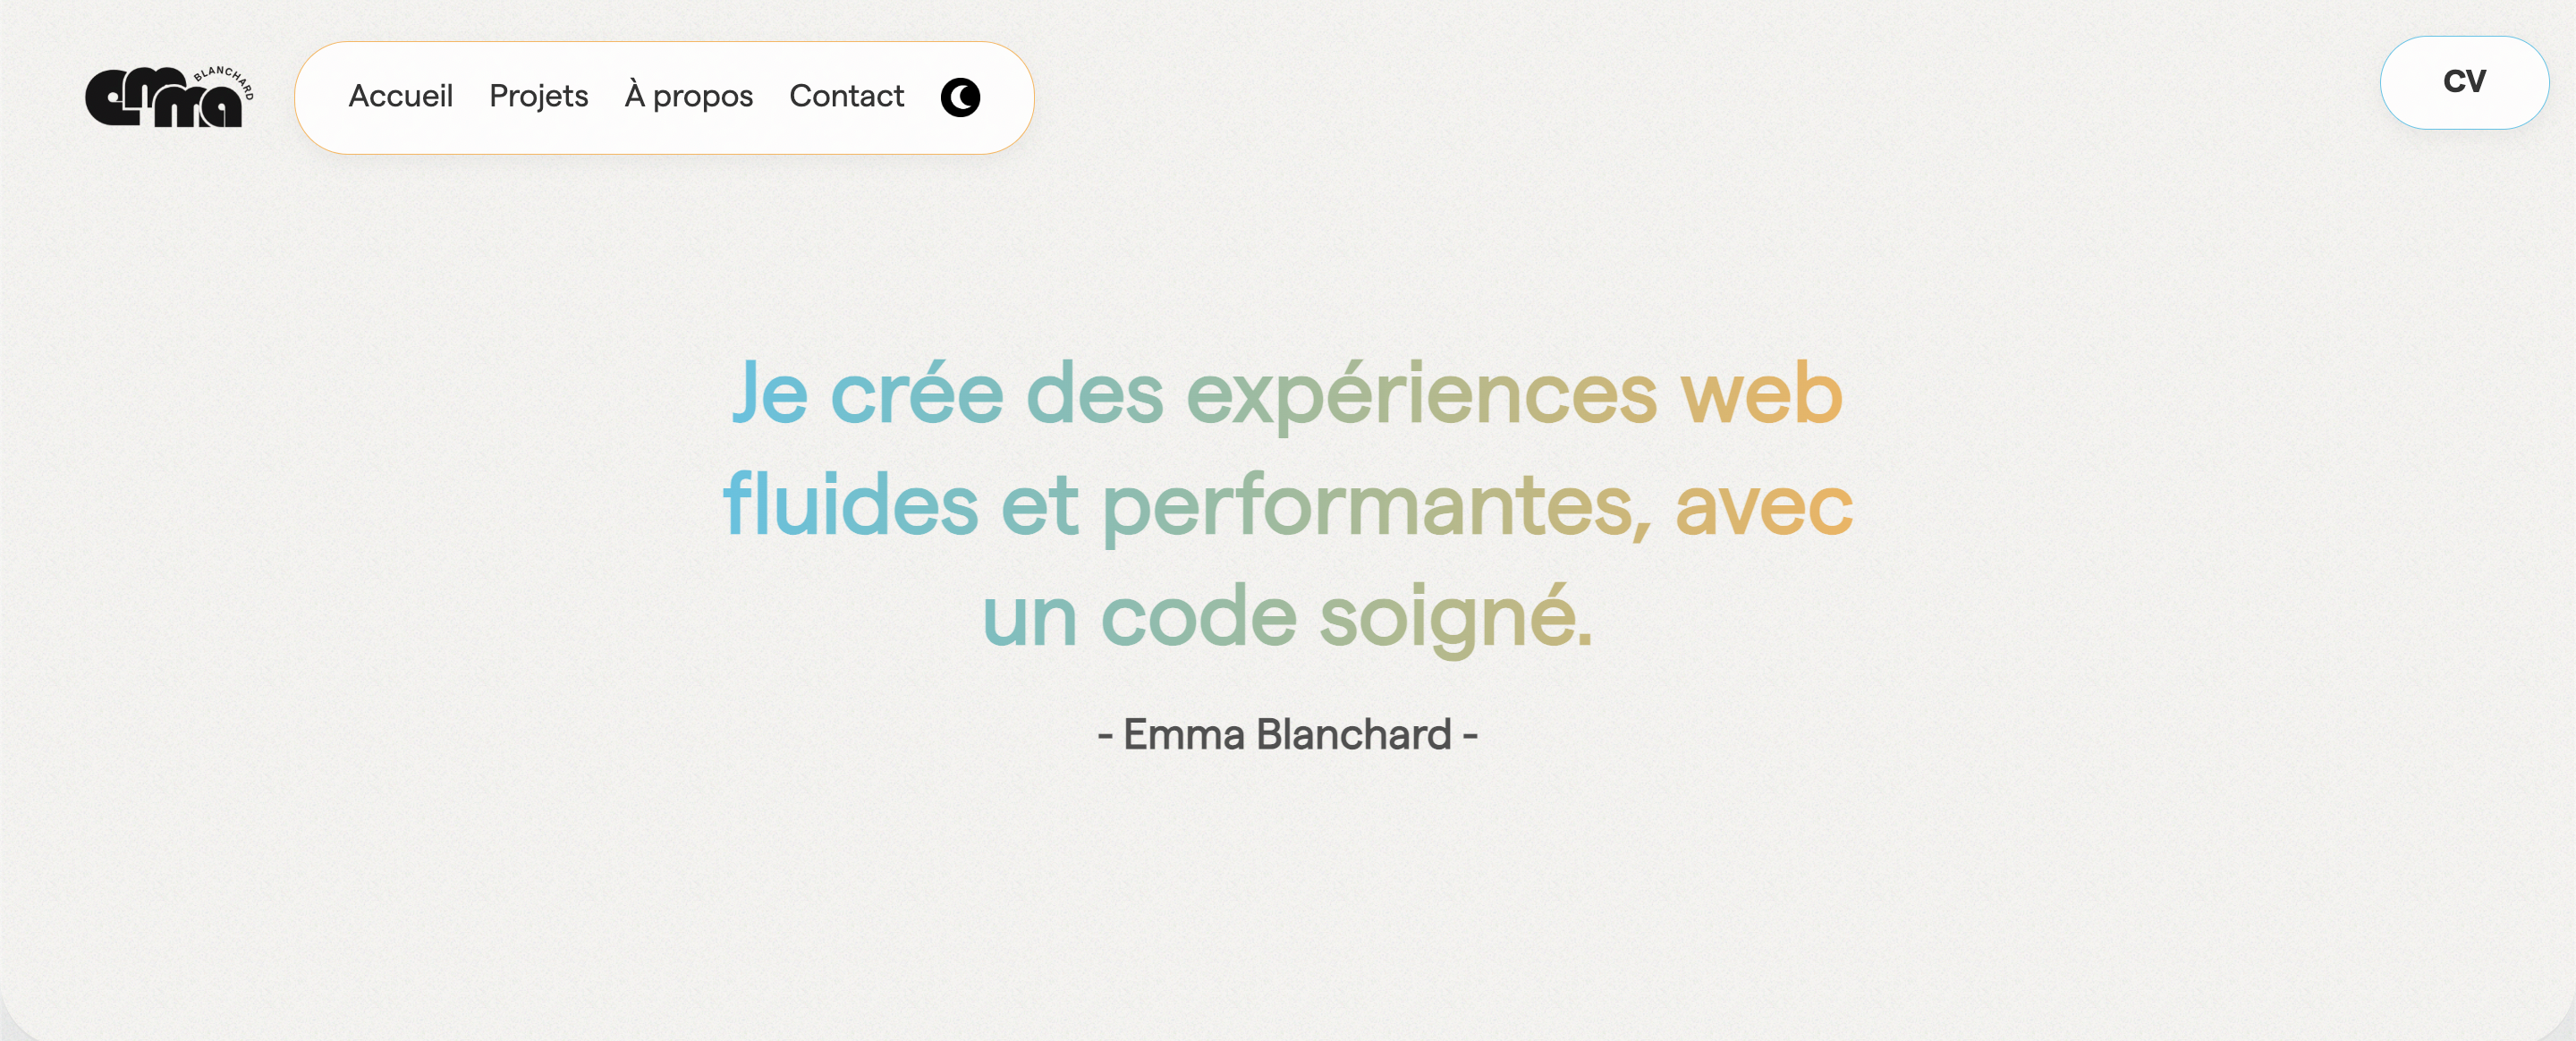 emma BLANCHARD
Accueil Projets À propos Contact
CV
Je crée des expériences web
fluides et performantes, avec
un code soigné.
- Emma Blanchard -